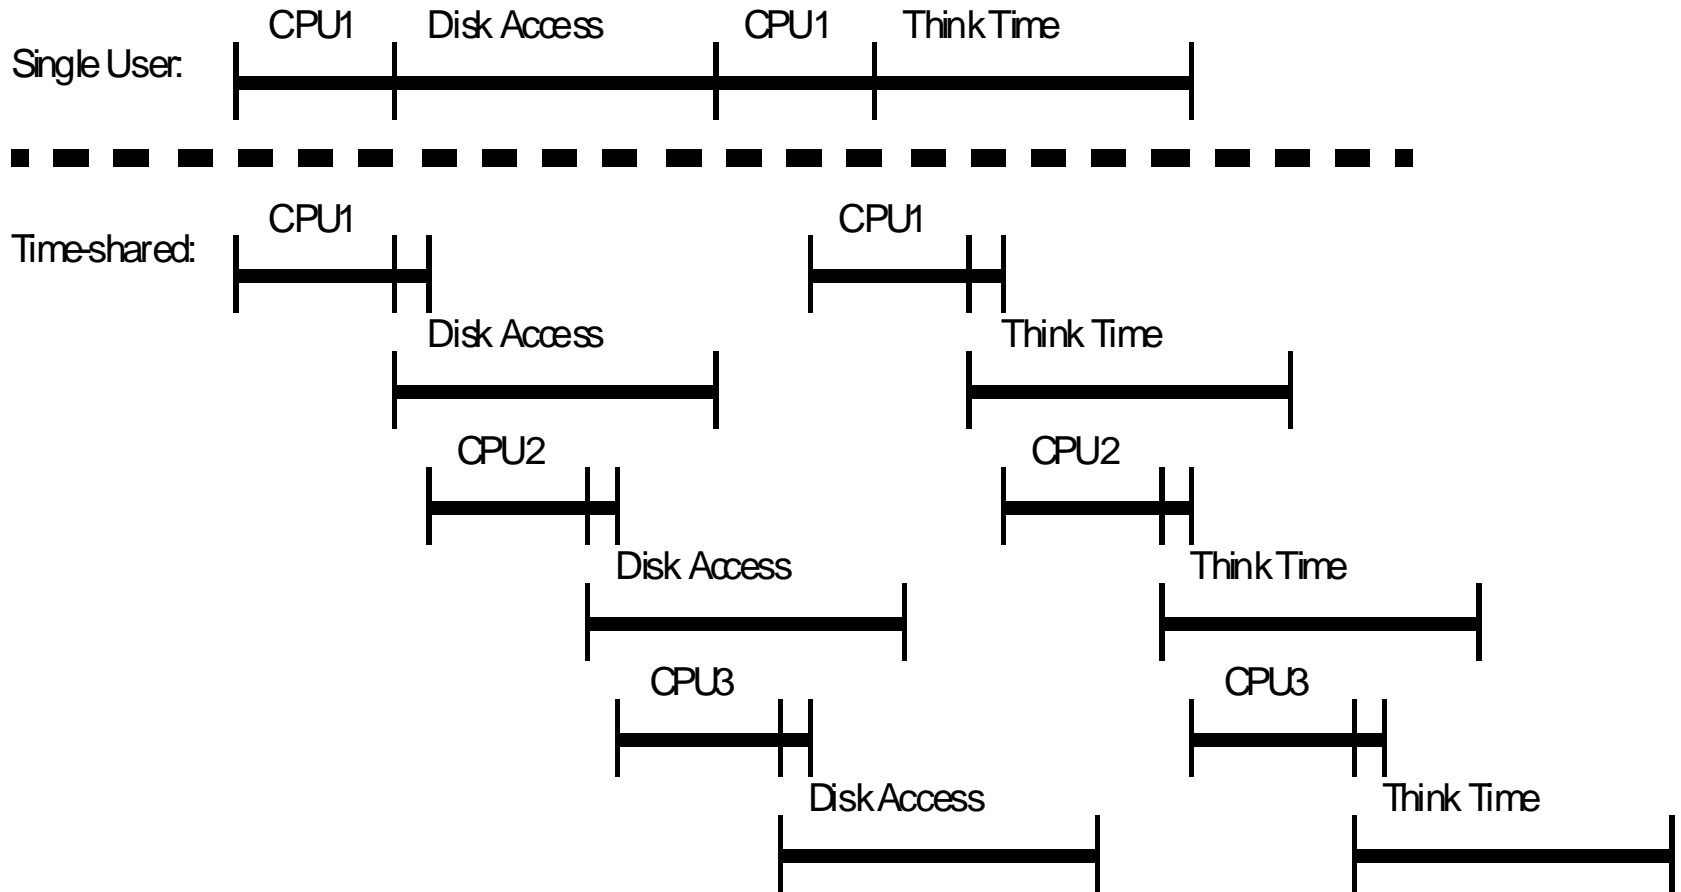 CPU1 Disk Access CPU1 Think Time
Single User:
CPU1 CPU1
Time-shared:
Disk Access Think Time
CPU2 CPU2
Disk Access Think Time
CPU3 CPU3
Disk Access Think Time